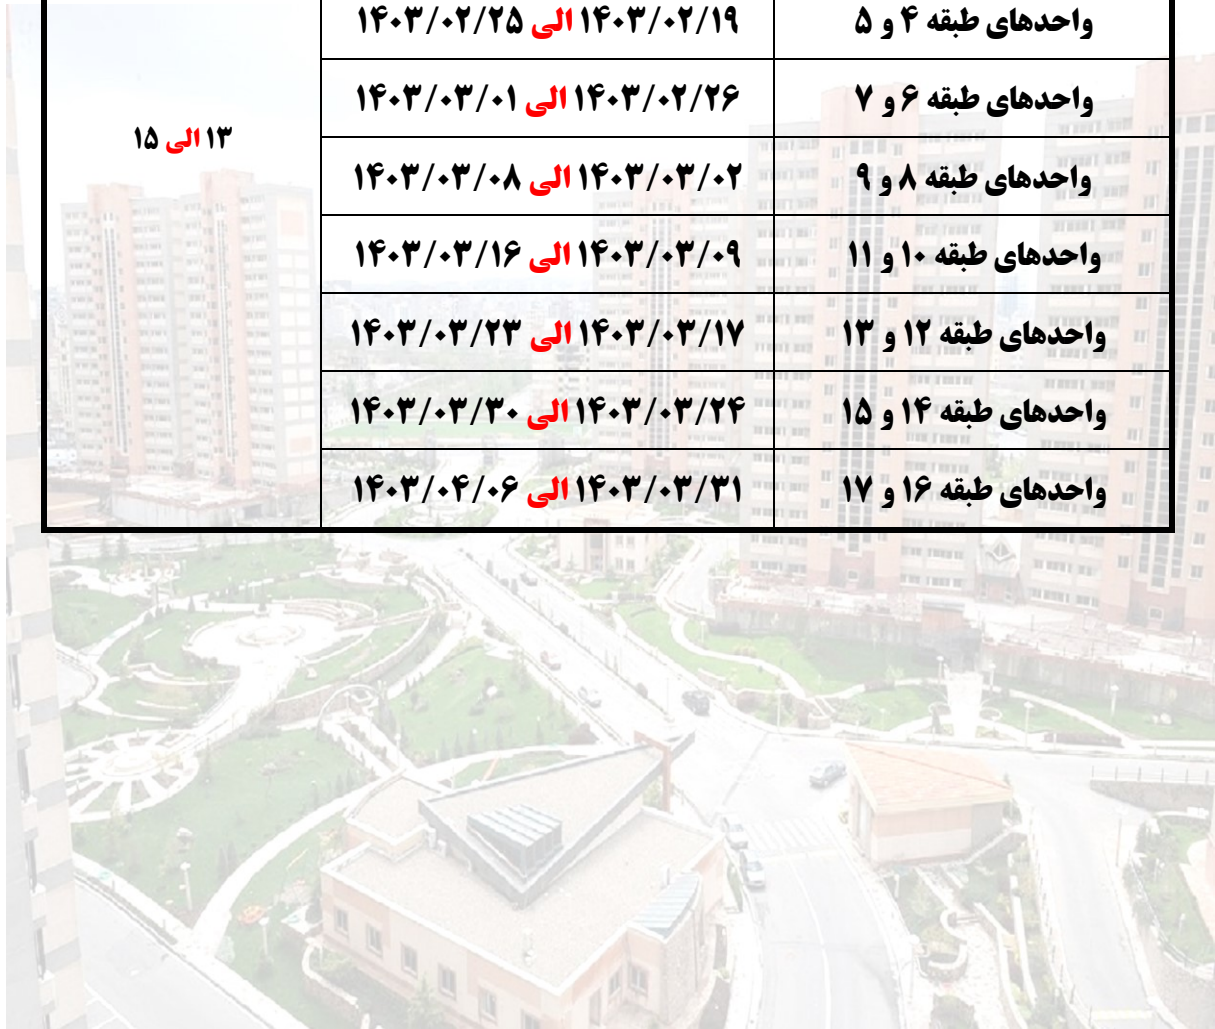 واحدهای طبقه ۴ و ۵ ۱۴۰۳/۰۲/۱۹ الی ۱۴۰۳/۰۲/۲۵
واحدهای طبقه ۶ و ۷ ۱۴۰۳/۰۲/۲۶ الی ۱۴۰۳/۰۳/۰۱
۱۳ الی ۱۵
واحدهای طبقه ۸ و ۹ ۱۴۰۳/۰۳/۰۲ الی ۱۴۰۳/۰۳/۰۸
واحدهای طبقه ۱۰ و ۱۱ ۱۴۰۳/۰۳/۰۹ الی ۱۴۰۳/۰۳/۱۶
واحدهای طبقه ۱۲ و ۱۳ ۱۴۰۳/۰۳/۱۷ الی ۱۴۰۳/۰۳/۲۳
واحدهای طبقه ۱۴ و ۱۵ ۱۴۰۳/۰۳/۲۴ الی ۱۴۰۳/۰۳/۳۰
واحدهای طبقه ۱۶ و ۱۷ ۱۴۰۳/۰۳/۳۱ الی ۱۴۰۳/۰۴/۰۶